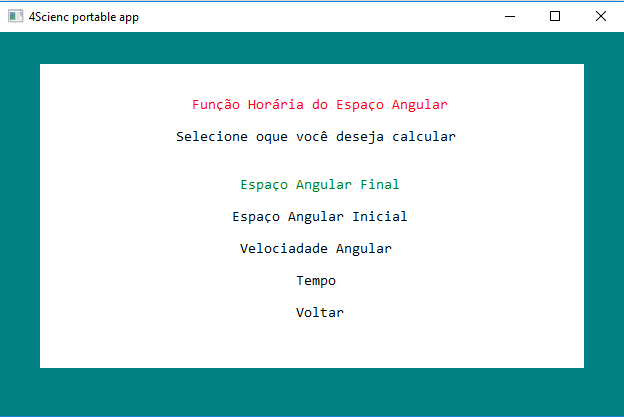 4Scienc portable app
Função Horária do Espaço Angular
Selecione oque você deseja calcular
Espaço Angular Final
Espaço Angular Inicial
Velociadade Angular
Tempo
Voltar